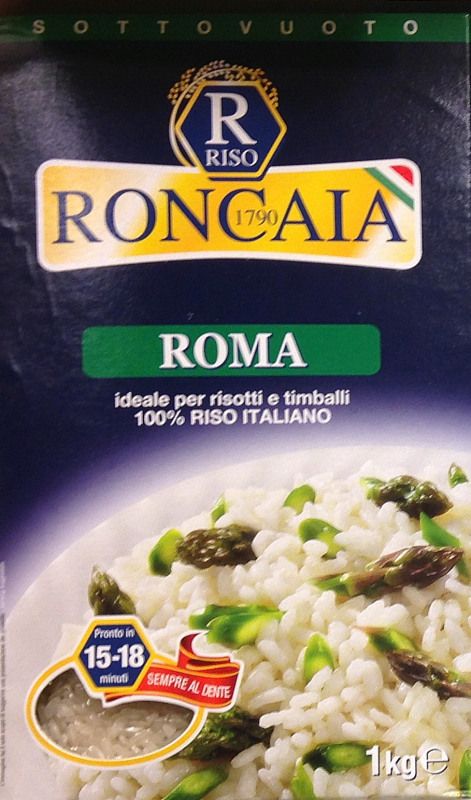 SOTTOVUOTO
R
RISO
RONCAIA
1790
ROMA
ideale per risotti e timballi
100% RISO ITALIANO
Pronto in
15-18
minuti
SEMPRE AL DENTE
1kg e